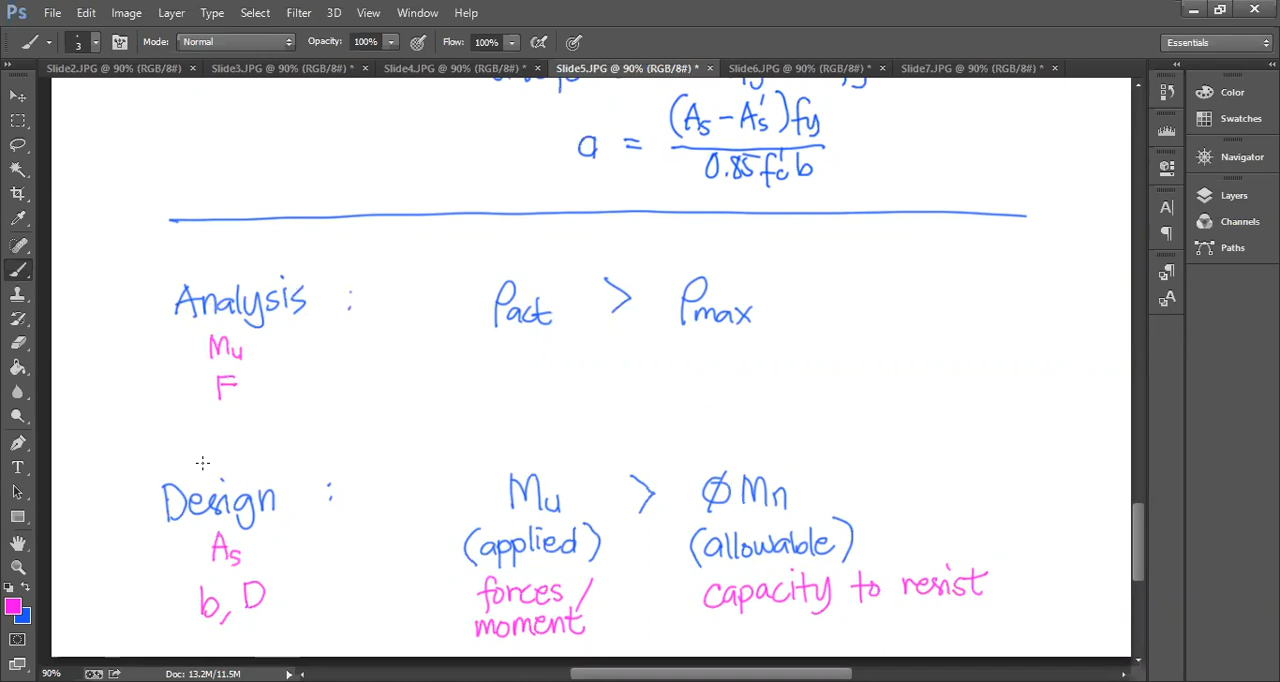 Ps File Edit Image Layer Type Select Filter 3D View Window Help
3 Mode: Normal Opacity: 100% Flow: 100% Essentials
Slide2.JPG @ 90% (RGB/8#) × Slide3.JPG @ 90% (RGB/8#) * × Slide4.JPG @ 90% (RGB/8#) * × Slide5.JPG @ 90% (RGB/8#) * × Slide6.JPG @ 90% (RGB/8#) * × Slide7.JPG @ 90% (RGB/8#) * ×
a = (As - As')fy
0.85 fc' b
Analysis : ρact > ρmax
Mu
F
Design : Mu > ØMn
(applied) (allowable)
As
forces/ capacity to resist
b, D
moment
Color
Swatches
Navigator
Layers
Channels
Paths
90% Doc: 13.2M/11.5M